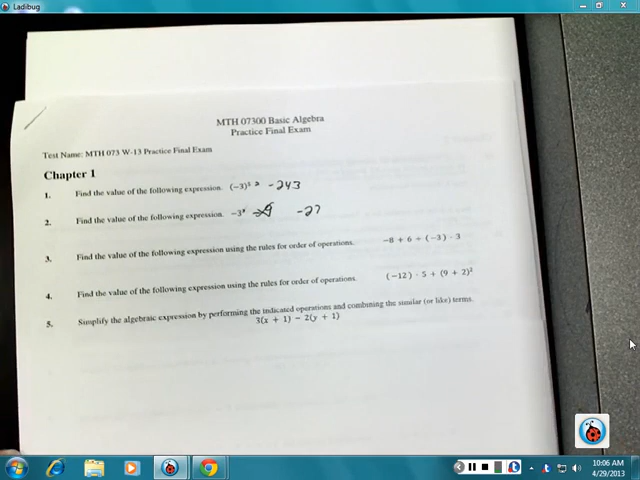 Ladibug
MTH 07300 Basic Algebra
Practice Final Exam
Test Name: MTH 073 W-13 Practice Final Exam
Chapter 1
1. Find the value of the following expression. (−3)⁵ = -243
2. Find the value of the following expression. −3³ -27
3. Find the value of the following expression using the rules for order of operations. −8 + 6 ÷ (−3) · 3
4. Find the value of the following expression using the rules for order of operations. (−12) · 5 + (9 + 2)²
5. Simplify the algebraic expression by performing the indicated operations and combining the similar (or like) terms.
3(x + 1) − 2(y + 1)
10:06 AM
4/29/2013